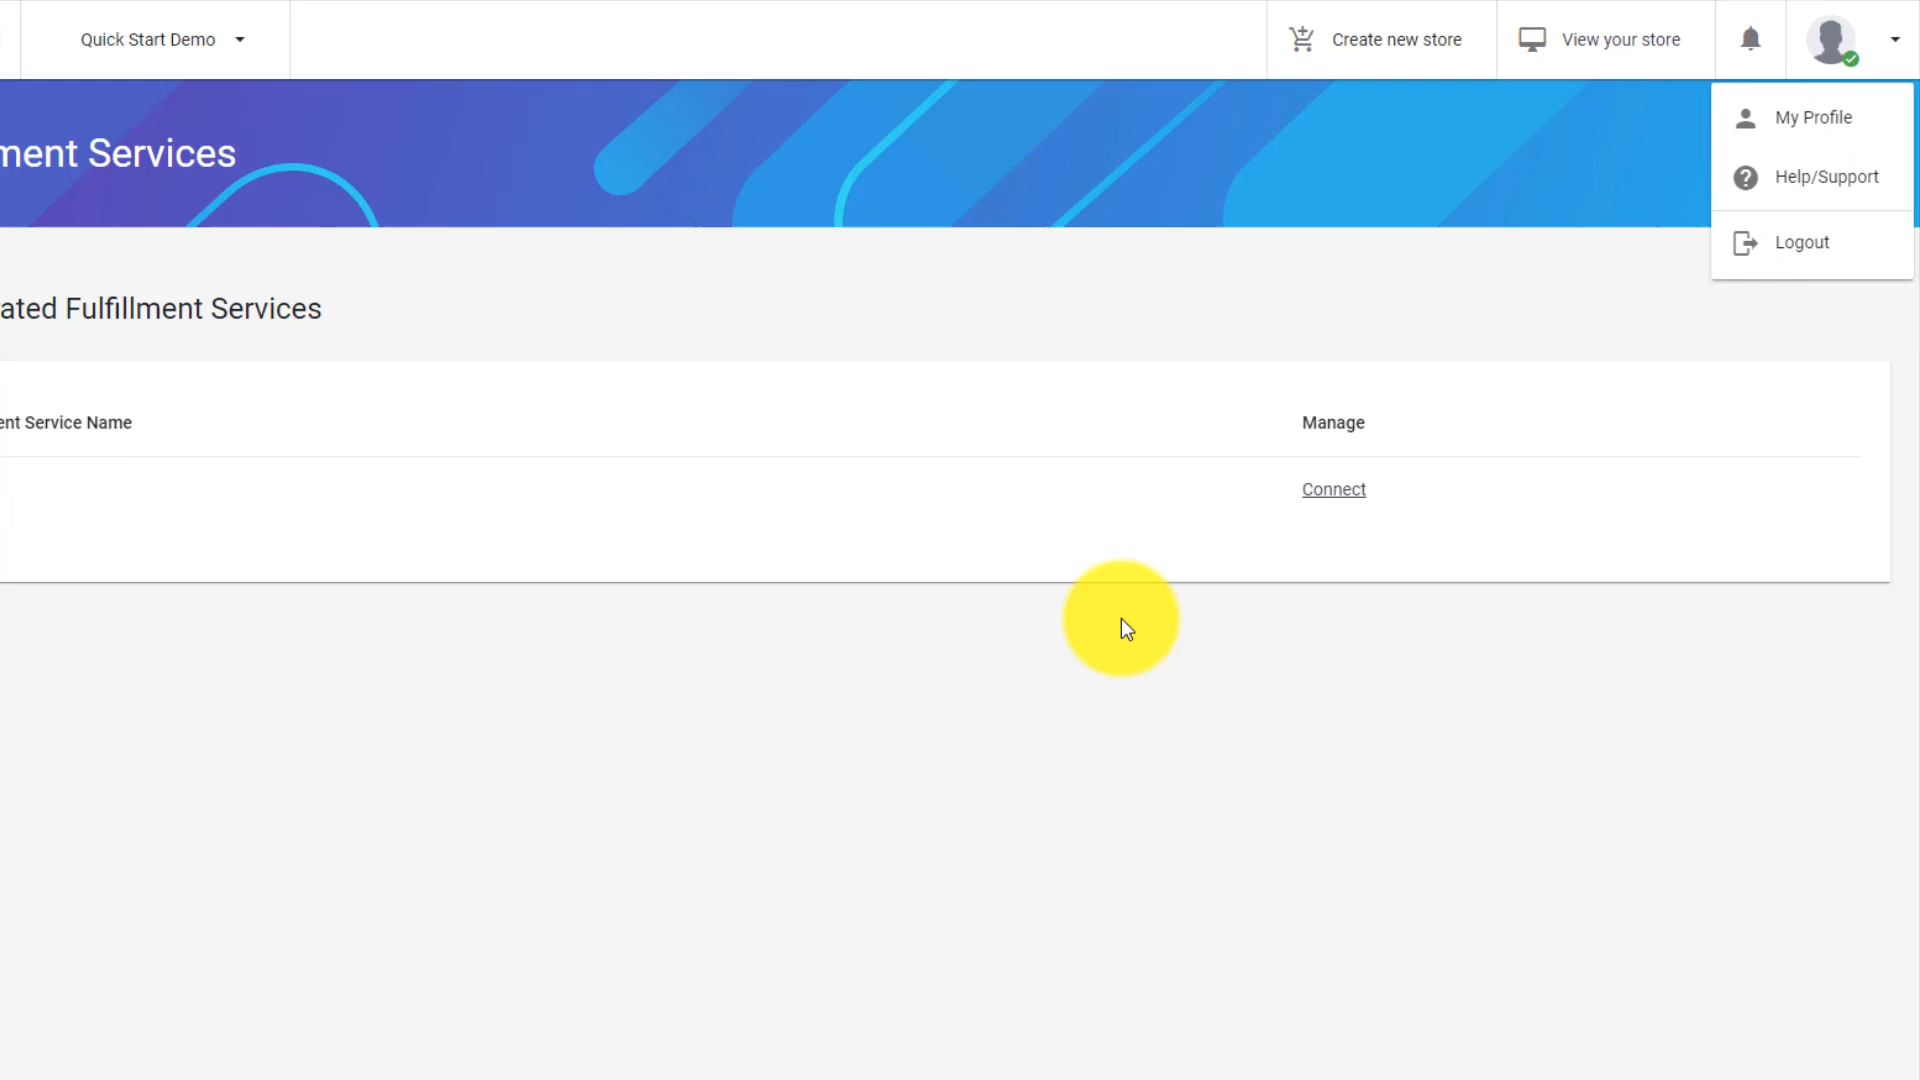 Quick Start Demo
Create new store
View your store
My Profile
Help/Support
Logout
ment Services
ated Fulfillment Services
ent Service Name
Manage
Connect